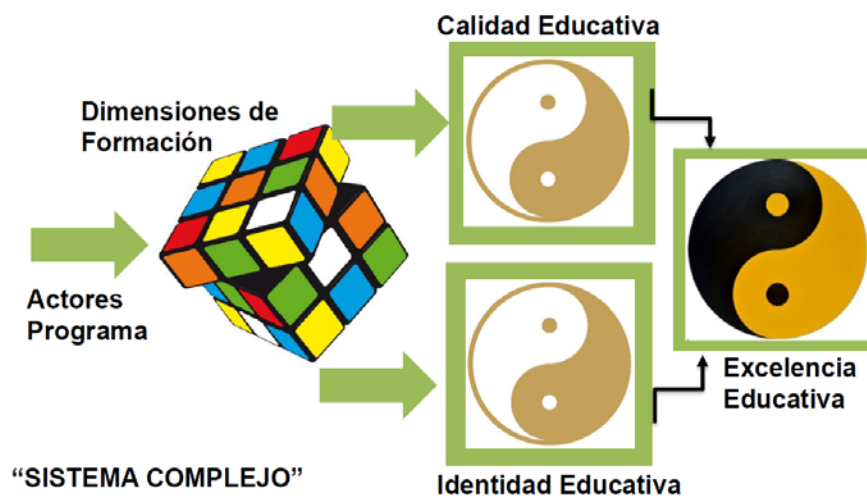 Calidad Educativa
Dimensiones de
Formación
Actores
Programa
Excelencia
Educativa
Identidad Educativa
“SISTEMA COMPLEJO”